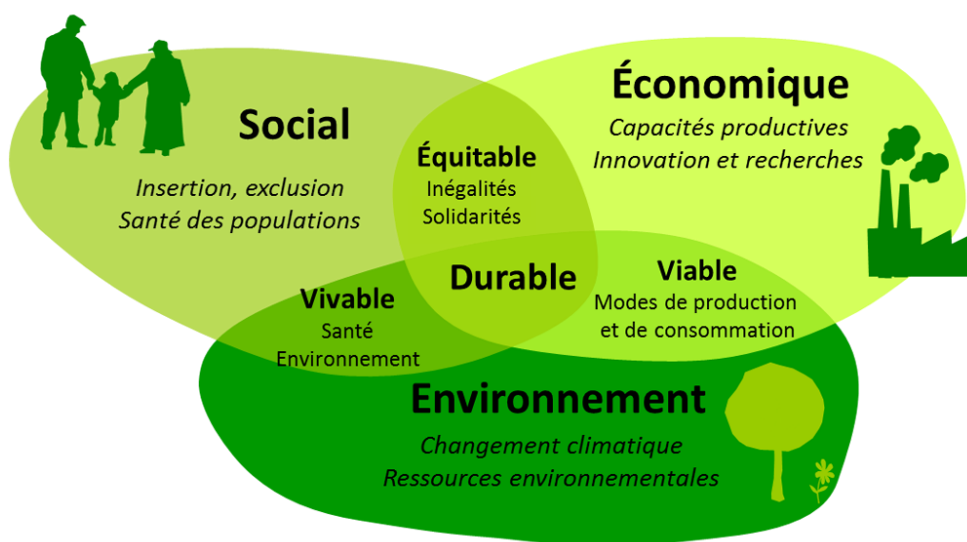 Social
Insertion, exclusion
Santé des populations
Économique
Capacités productives
Innovation et recherches
Équitable
Inégalités
Solidarités
Durable
Vivable
Santé
Environnement
Viable
Modes de production
et de consommation
Environnement
Changement climatique
Ressources environnementales